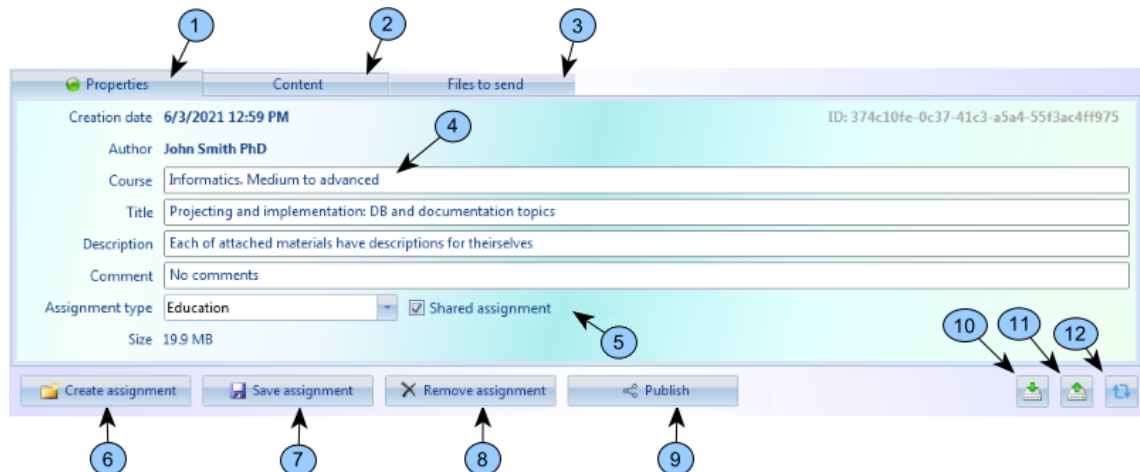 1
2
3
Properties
Content
Files to send
Creation date 6/3/2021 12:59 PM
ID: 374c10fe-0c37-41c3-a5a4-55f3ac4ff975
4
Author John Smith PhD
Course Informatics. Medium to advanced
Title Projecting and implementation: DB and documentation topics
Description Each of attached materials have descriptions for theirselves
Comment No comments
Assignment type Education
Shared assignment
5
Size 19.9 MB
10
11
12
Create assignment
Save assignment
Remove assignment
Publish
6
7
8
9